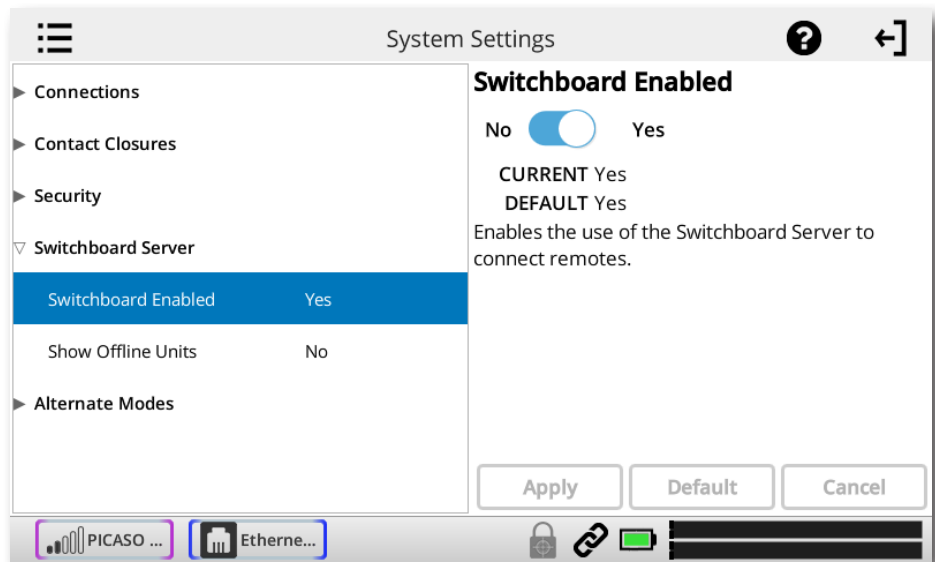 System Settings
?
Connections
Contact Closures
Security
Switchboard Server
Switchboard Enabled Yes
Show Offline Units No
Alternate Modes
Switchboard Enabled
No Yes
CURRENT Yes
DEFAULT Yes
Enables the use of the Switchboard Server to
connect remotes.
Apply Default Cancel
PICASO ... Etherne...